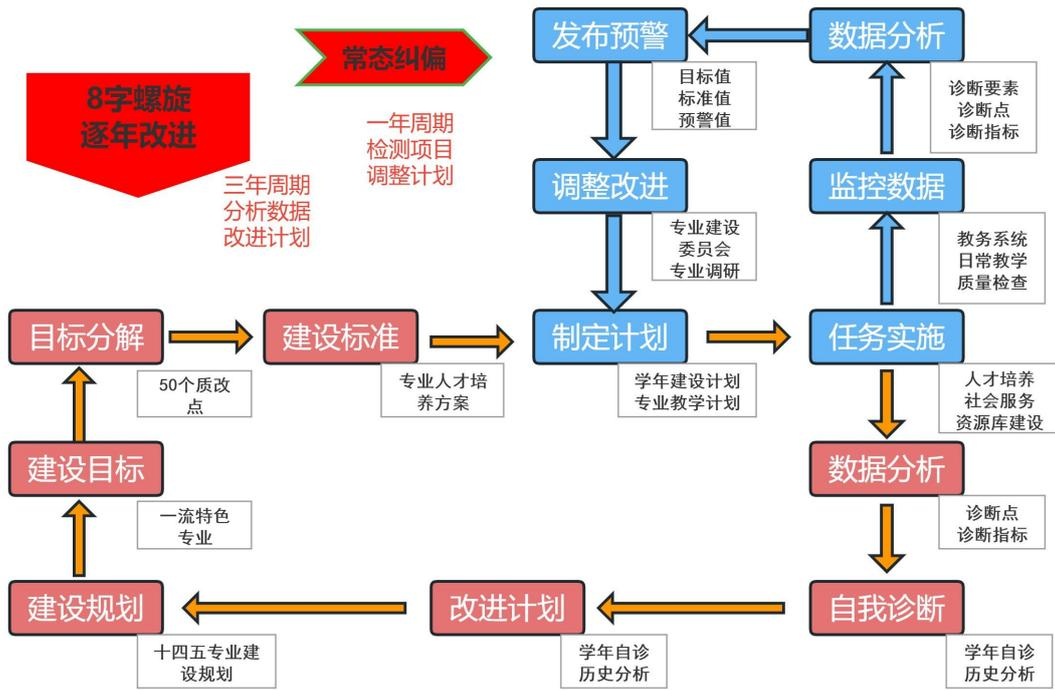 8字螺旋
逐年改进
三年周期
分析数据
改进计划
常态纠偏
一年周期
检测项目
调整计划
发布预警
目标值
标准值
预警值
数据分析
诊断要素
诊断点
诊断指标
调整改进
专业建设
委员会
专业调研
监控数据
教务系统
日常教学
质量检查
目标分解
50个质改
点
建设标准
专业人才培
养方案
制定计划
学年建设计划
专业教学计划
任务实施
人才培养
社会服务
资源库建设
建设目标
一流特色
专业
数据分析
诊断点
诊断指标
建设规划
十四五专业建
设规划
改进计划
学年自诊
历史分析
自我诊断
学年自诊
历史分析